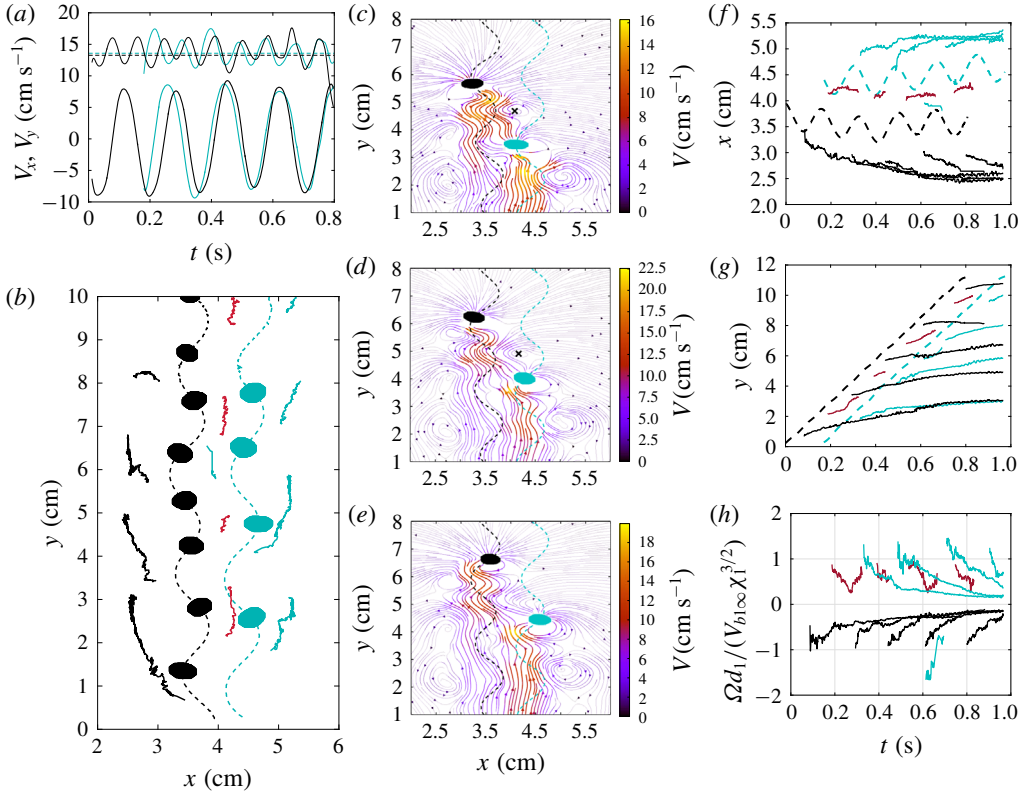 (a)
20
15
10
5
0
−5
−10
Vx, Vy (cm s−1)
0 0.2 0.4 0.6 0.8
t (s)
(b)
10
9
8
7
6
5
4
3
2
1
0
y (cm)
2 3 4 5 6
x (cm)
(c)
8
7
6
5
4
3
2
1
y (cm)
2.5 3.5 4.5 5.5
16
14
12
10
8
6
4
2
0
V(cm s−1)
(d)
8
7
6
5
4
3
2
1
y (cm)
2.5 3.5 4.5 5.5
22.5
20.0
17.5
15.0
12.5
10.0
7.5
5.0
2.5
0
V(cm s−1)
(e)
8
7
6
5
4
3
2
1
y (cm)
2.5 3.5 4.5 5.5
x (cm)
18
16
14
12
10
8
6
4
2
0
V(cm s−1)
(f)
5.5
5.0
4.5
4.0
3.5
3.0
2.5
2.0
x (cm)
0 0.2 0.4 0.6 0.8 1.0
(g)
12
10
8
6
4
2
0
y (cm)
0 0.2 0.4 0.6 0.8 1.0
(h)
2
1
0
−1
−2
Ωd1/(Vb1∞χ1^3/2)
0 0.2 0.4 0.6 0.8 1.0
t (s)